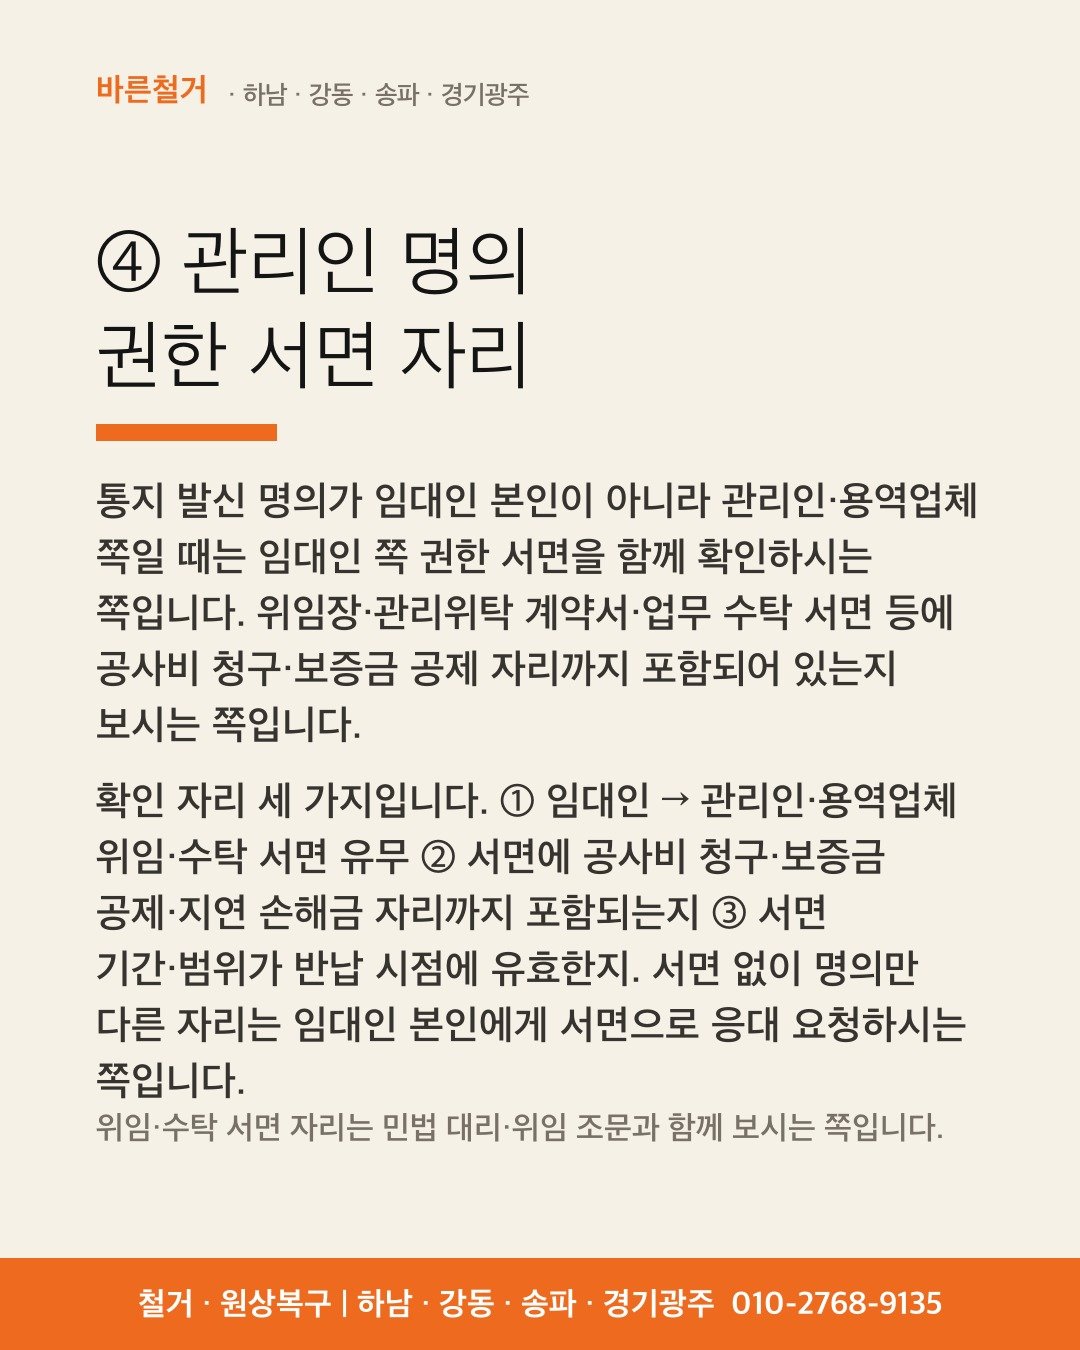 바른철거 · 하남 · 강동 · 송파 · 경기광주
④ 관리인 명의
권한 서면 자리
통지 발신 명의가 임대인 본인이 아니라 관리인·용역업체
쪽일 때는 임대인 쪽 권한 서면을 함께 확인하시는
쪽입니다. 위임장·관리위탁 계약서·업무 수탁 서면 등에
공사비 청구·보증금 공제 자리까지 포함되어 있는지
보시는 쪽입니다.
확인 자리 세 가지입니다. ① 임대인 → 관리인·용역업체
위임·수탁 서면 유무 ② 서면에 공사비 청구·보증금
공제·지연 손해금 자리까지 포함되는지 ③ 서면
기간·범위가 반납 시점에 유효한지. 서면 없이 명의만
다른 자리는 임대인 본인에게 서면으로 응대 요청하시는
쪽입니다.
위임·수탁 서면 자리는 민법 대리·위임 조문과 함께 보시는 쪽입니다.
철거 · 원상복구 | 하남 · 강동 · 송파 · 경기광주 010-2768-9135